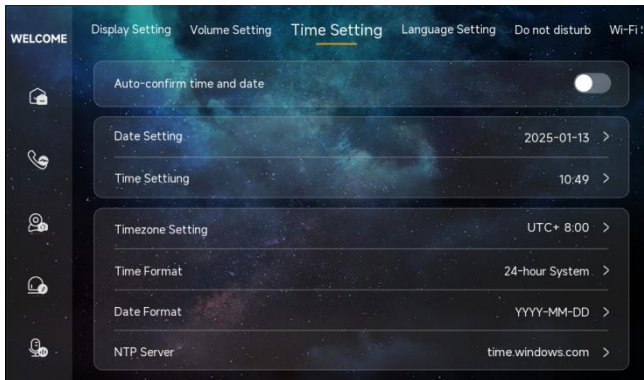 WELCOME
Display Setting Volume Setting Time Setting Language Setting Do not disturb Wi-Fi
Auto-confirm time and date
Date Setting 2025-01-13 >
Time Settiung 10:49 >
Timezone Setting UTC+ 8:00 >
Time Format 24-hour System >
Date Format YYYY-MM-DD >
NTP Server time.windows.com >